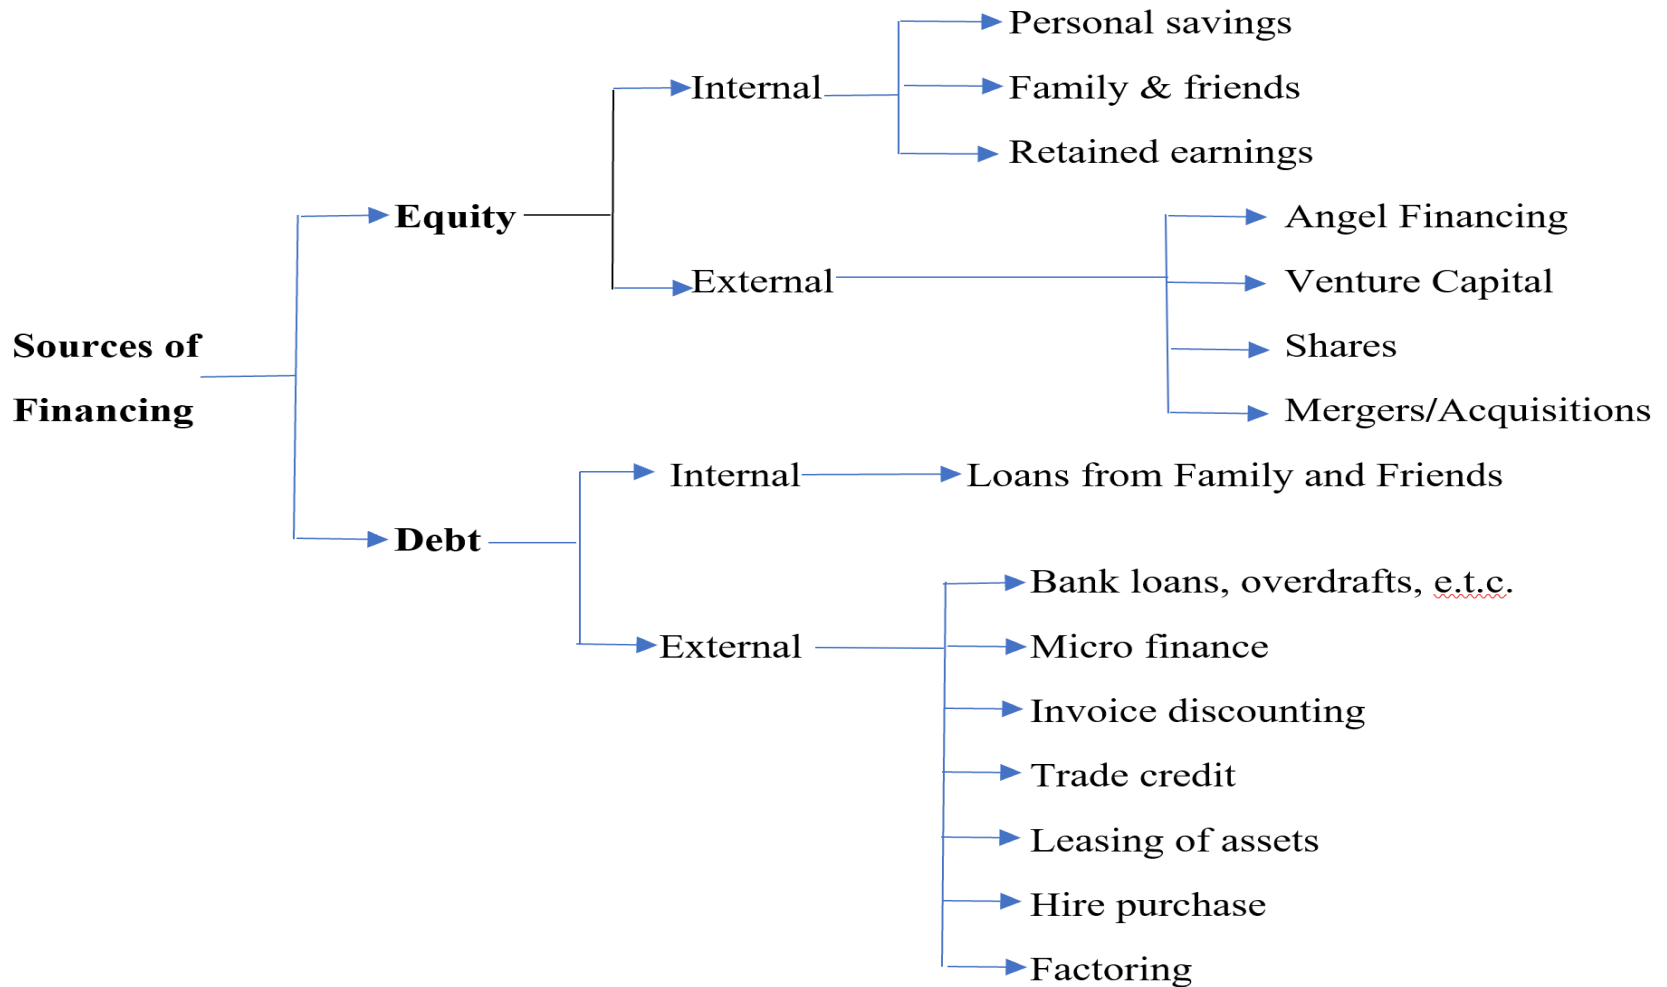 Personal savings
Internal
Family & friends
Retained earnings
Equity
Angel Financing
External
Venture Capital
Sources of
Financing
Shares
Mergers/Acquisitions
Internal
Loans from Family and Friends
Debt
Bank loans, overdrafts, e.t.c.
External
Micro finance
Invoice discounting
Trade credit
Leasing of assets
Hire purchase
Factoring